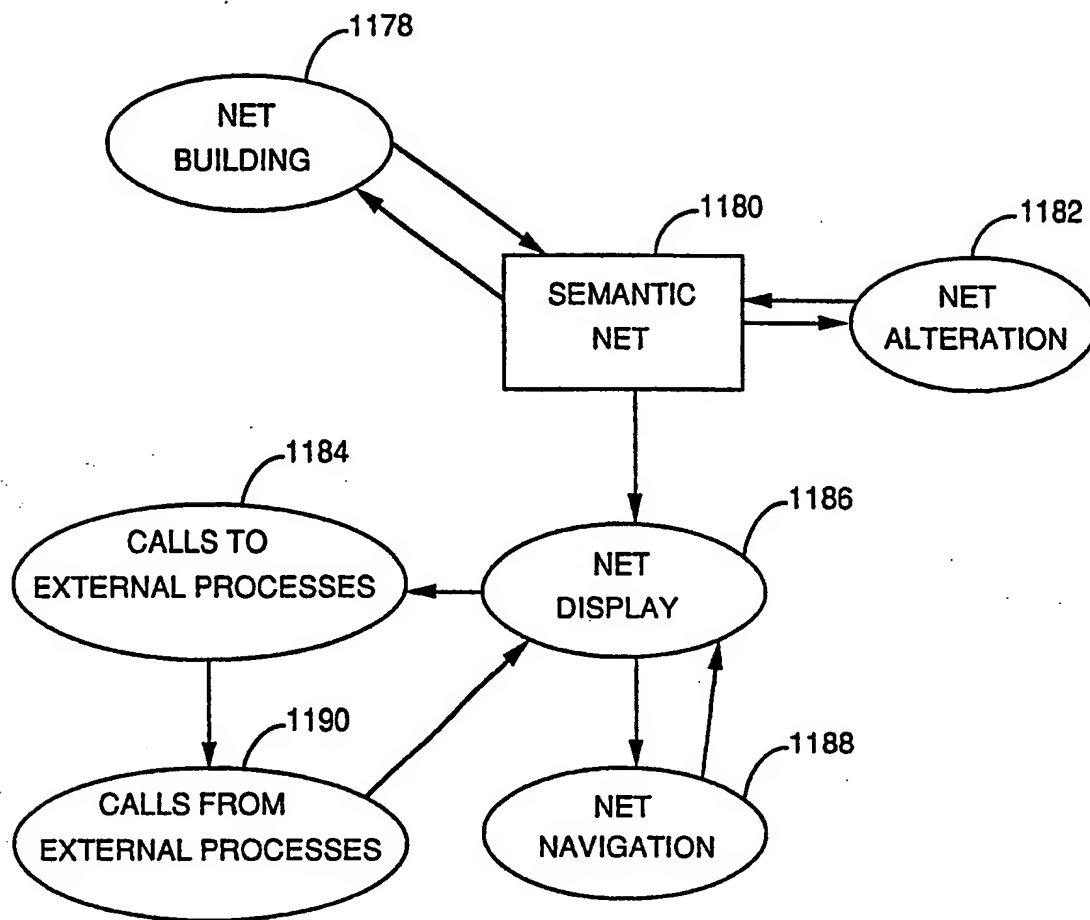 1178
NET
BUILDING
1180
SEMANTIC
NET
1182
NET
ALTERATION
1184
CALLS TO
EXTERNAL PROCESSES
1186
NET
DISPLAY
1190
CALLS FROM
EXTERNAL PROCESSES
1188
NET
NAVIGATION